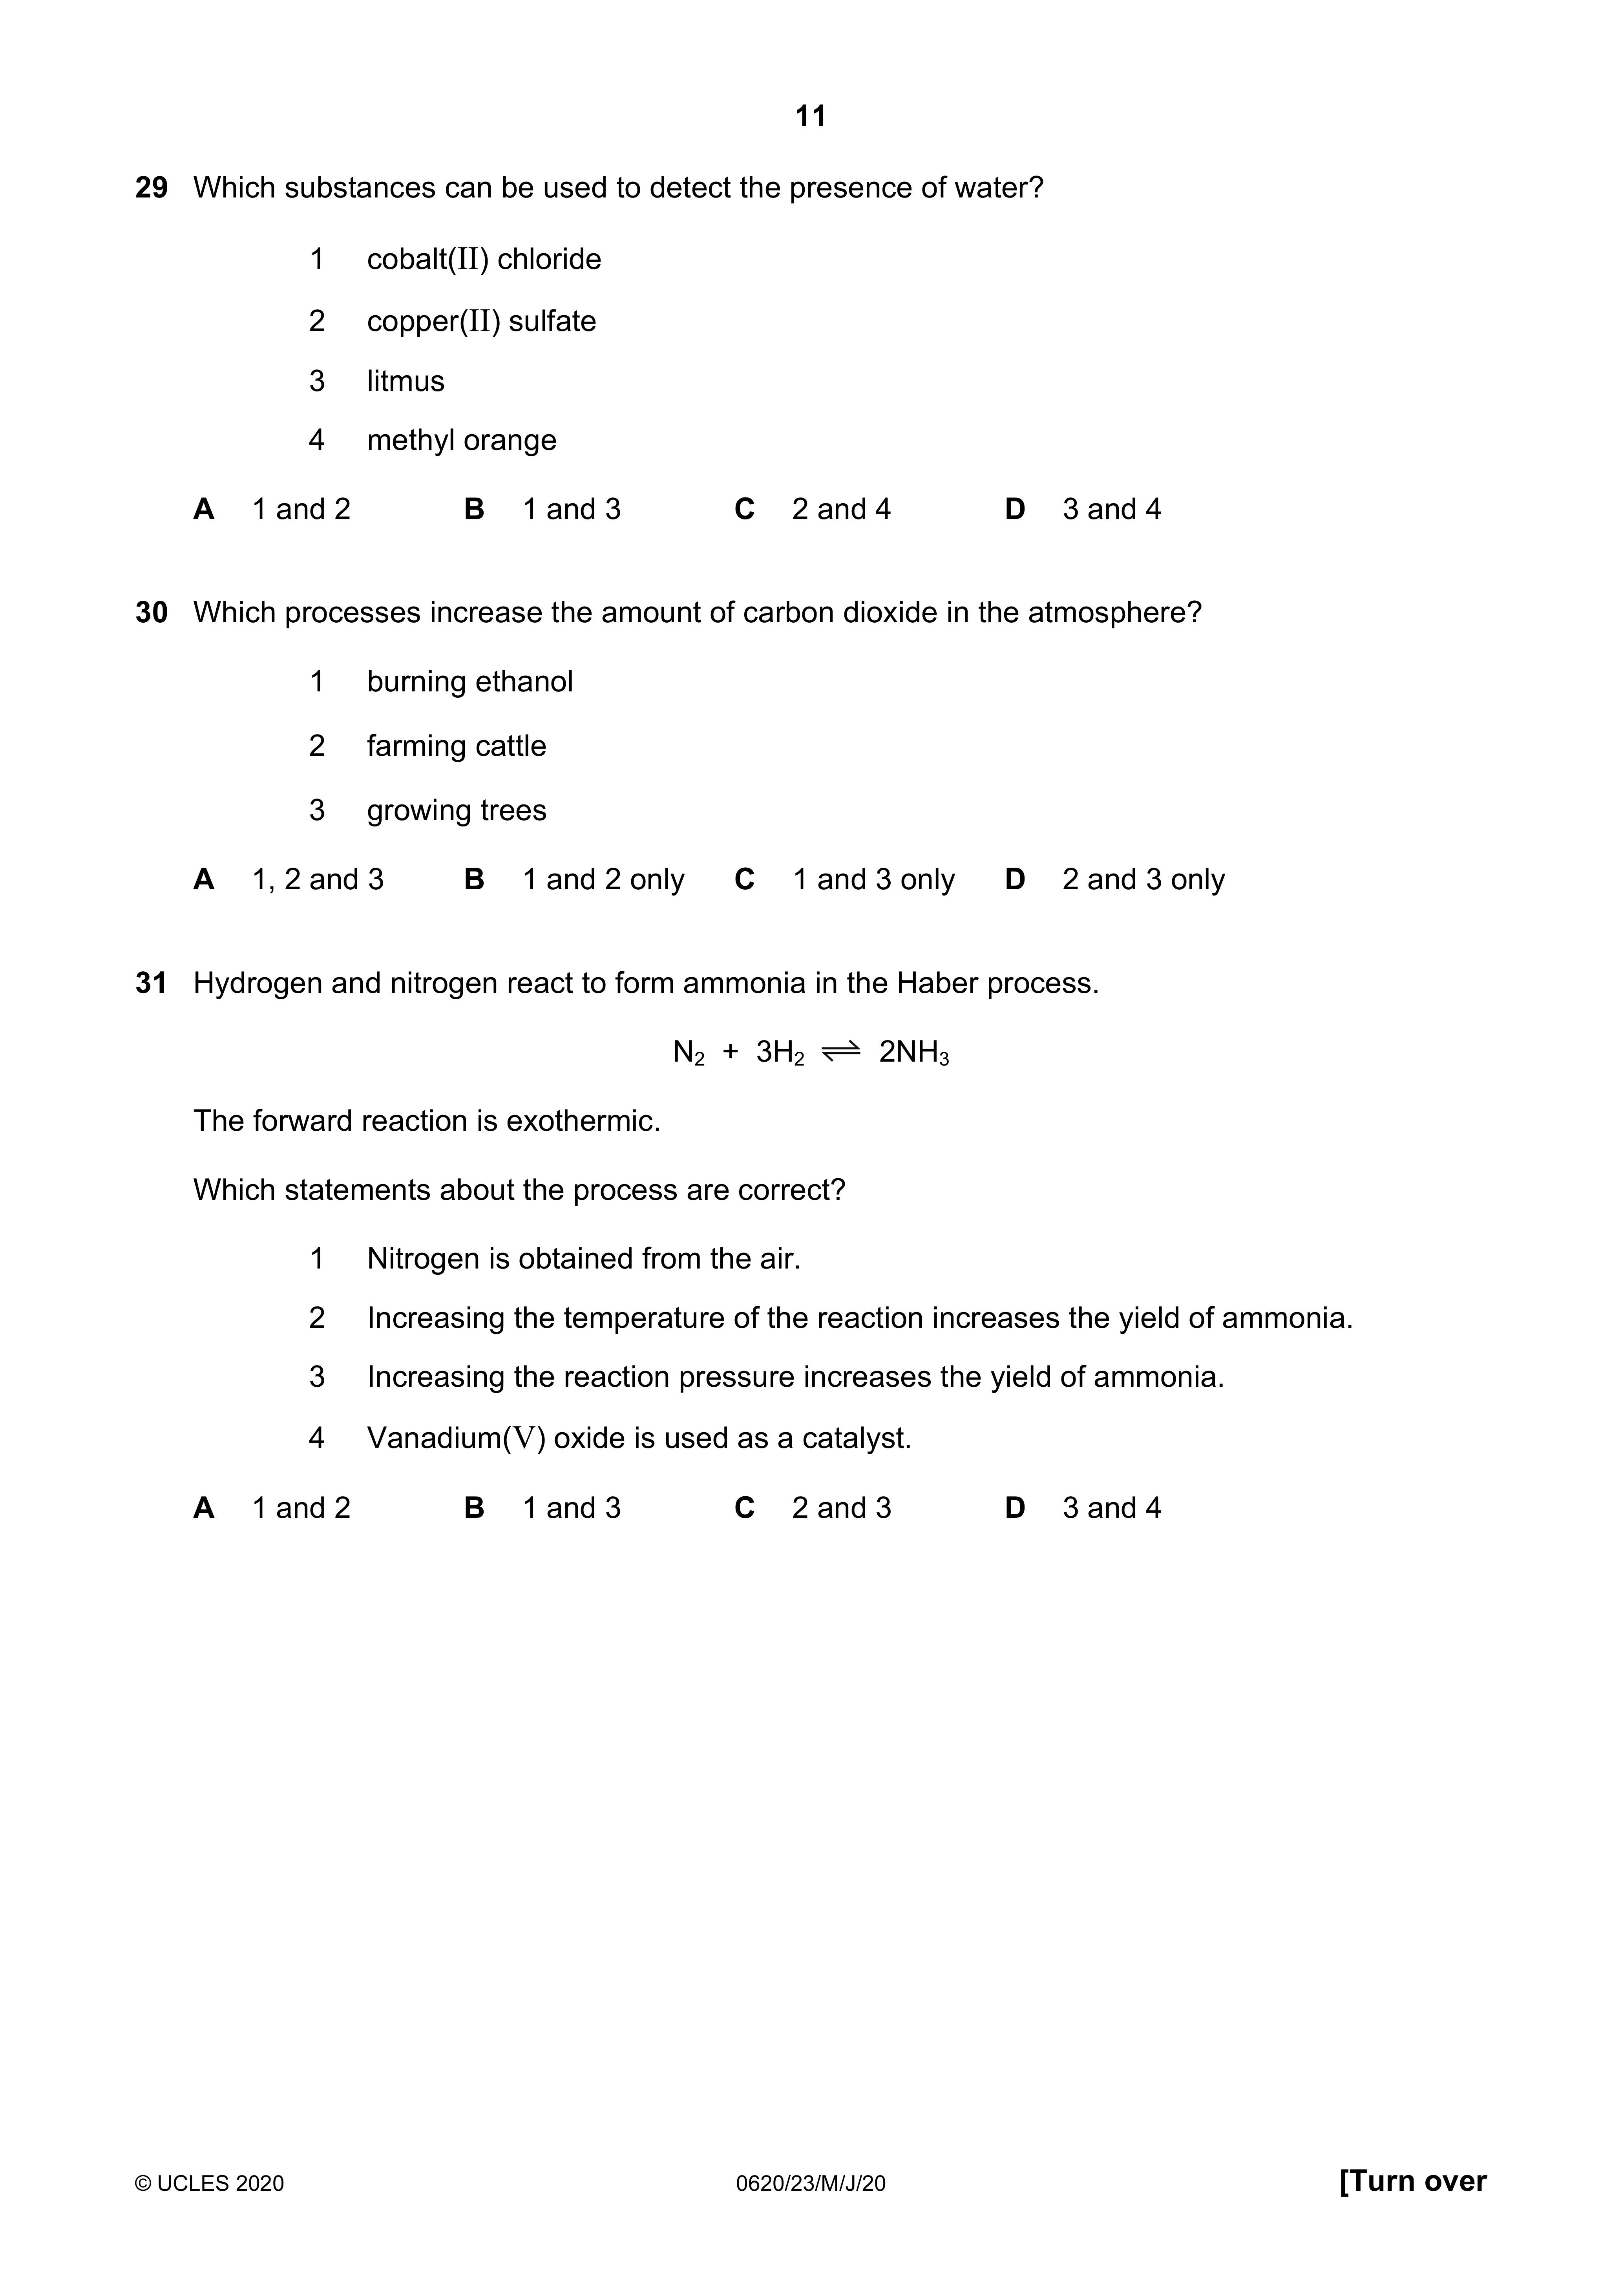 11
29 Which substances can be used to detect the presence of water?
1 cobalt(II) chloride
2 copper(II) sulfate
3 litmus
4 methyl orange
A 1 and 2 B 1 and 3 C 2 and 4 D 3 and 4
30 Which processes increase the amount of carbon dioxide in the atmosphere?
1 burning ethanol
2 farming cattle
3 growing trees
A 1, 2 and 3 B 1 and 2 only C 1 and 3 only D 2 and 3 only
31 Hydrogen and nitrogen react to form ammonia in the Haber process.
N₂ + 3H₂ ⇌ 2NH₃
The forward reaction is exothermic.
Which statements about the process are correct?
1 Nitrogen is obtained from the air.
2 Increasing the temperature of the reaction increases the yield of ammonia.
3 Increasing the reaction pressure increases the yield of ammonia.
4 Vanadium(V) oxide is used as a catalyst.
A 1 and 2 B 1 and 3 C 2 and 3 D 3 and 4
© UCLES 2020 0620/23/M/J/20 [Turn over